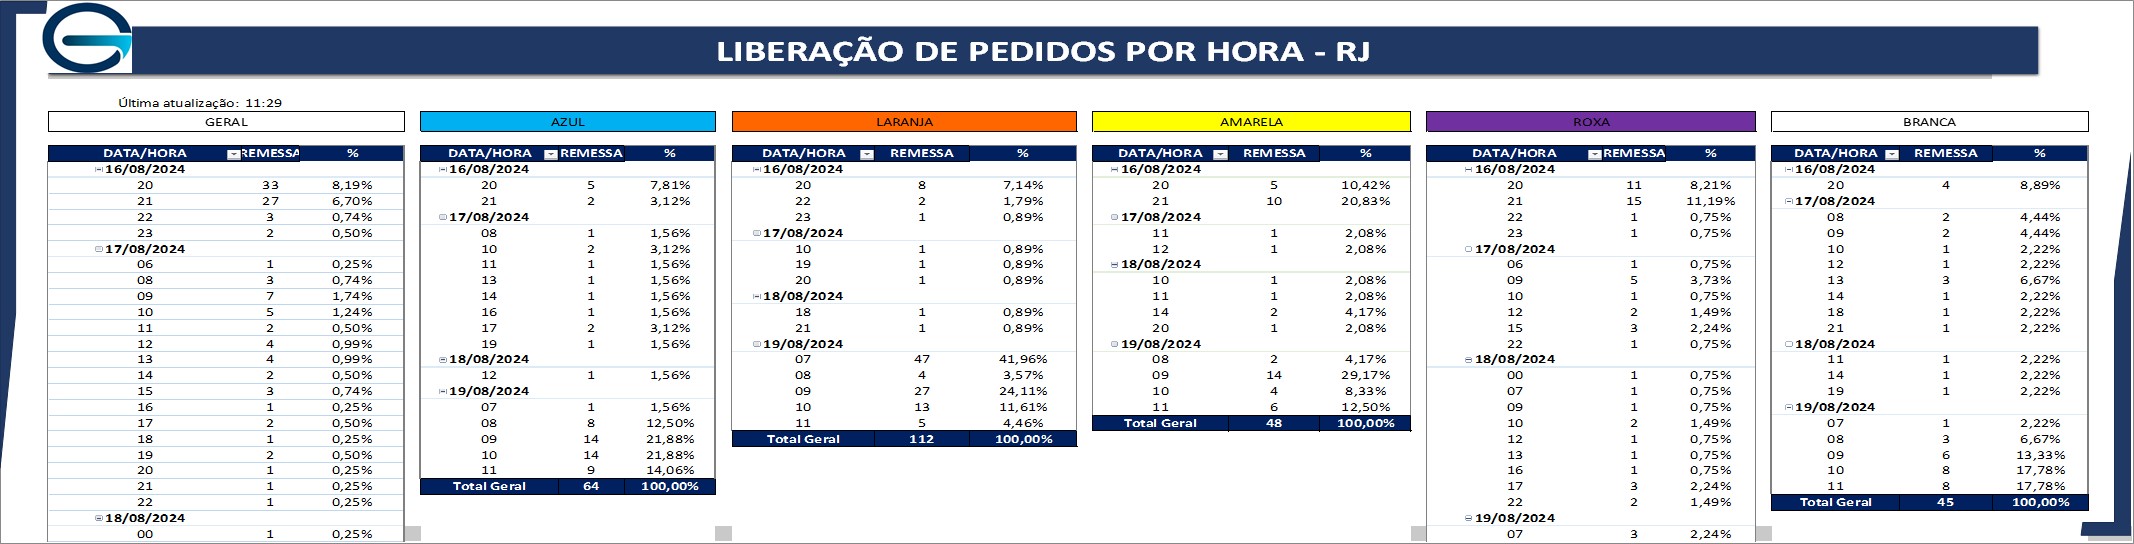 LIBERAÇÃO DE PEDIDOS POR HORA - RJ
Última atualização: 11:29
GERAL
DATA/HORA REMESSA %
16/08/2024
20 33 8,19%
21 27 6,70%
22 3 0,74%
23 2 0,50%
17/08/2024
06 1 0,25%
08 3 0,74%
09 7 1,74%
10 5 1,24%
11 2 0,50%
12 4 0,99%
13 4 0,99%
14 2 0,50%
15 3 0,74%
16 1 0,25%
17 2 0,50%
18 1 0,25%
19 2 0,50%
20 1 0,25%
21 1 0,25%
22 1 0,25%
18/08/2024
00 1 0,25%
AZUL
DATA/HORA REMESSA %
16/08/2024
20 5 7,81%
21 2 3,12%
17/08/2024
08 1 1,56%
10 2 3,12%
11 1 1,56%
13 1 1,56%
14 1 1,56%
16 1 1,56%
17 2 3,12%
19 1 1,56%
18/08/2024
12 1 1,56%
19/08/2024
07 1 1,56%
08 8 12,50%
09 14 21,88%
10 14 21,88%
11 9 14,06%
Total Geral 64 100,00%
LARANJA
DATA/HORA REMESSA %
16/08/2024
20 8 7,14%
22 2 1,79%
23 1 0,89%
17/08/2024
10 1 0,89%
19 1 0,89%
20 1 0,89%
18/08/2024
18 1 0,89%
21 1 0,89%
19/08/2024
07 47 41,96%
08 4 3,57%
09 27 24,11%
10 13 11,61%
11 5 4,46%
Total Geral 112 100,00%
AMARELA
DATA/HORA REMESSA %
16/08/2024
20 5 10,42%
21 10 20,83%
17/08/2024
11 1 2,08%
12 1 2,08%
18/08/2024
10 1 2,08%
11 1 2,08%
14 2 4,17%
20 1 2,08%
19/08/2024
08 2 4,17%
09 14 29,17%
10 4 8,33%
11 6 12,50%
Total Geral 48 100,00%
ROXA
DATA/HORA REMESSA %
16/08/2024
20 11 8,21%
21 15 11,19%
22 1 0,75%
23 1 0,75%
17/08/2024
06 1 0,75%
09 5 3,73%
10 1 0,75%
12 2 1,49%
15 3 2,24%
22 1 0,75%
18/08/2024
00 1 0,75%
07 1 0,75%
09 1 0,75%
10 2 1,49%
12 1 0,75%
13 1 0,75%
16 1 0,75%
17 3 2,24%
22 2 1,49%
19/08/2024
07 3 2,24%
BRANCA
DATA/HORA REMESSA %
16/08/2024
20 4 8,89%
17/08/2024
08 2 4,44%
09 2 4,44%
10 1 2,22%
12 1 2,22%
13 3 6,67%
14 1 2,22%
18 1 2,22%
21 1 2,22%
18/08/2024
11 1 2,22%
14 1 2,22%
19 1 2,22%
19/08/2024
07 1 2,22%
08 3 6,67%
09 6 13,33%
10 8 17,78%
11 8 17,78%
Total Geral 45 100,00%